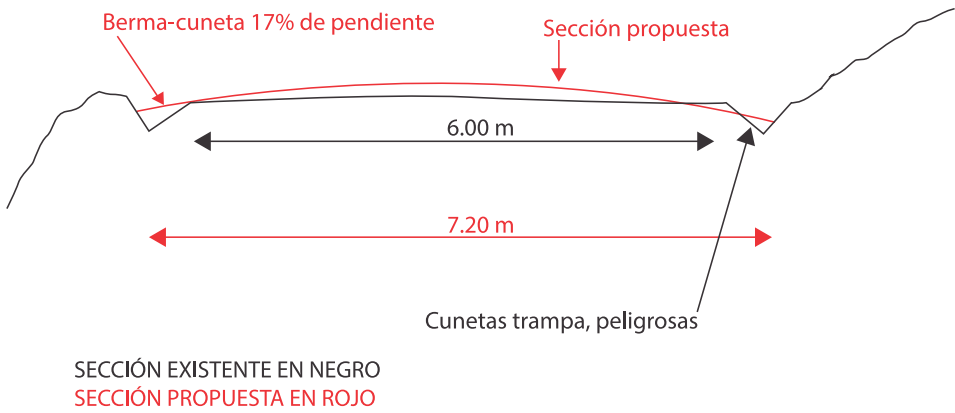 Berma-cuneta 17% de pendiente
Sección propuesta
6.00 m
7.20 m
Cunetas trampa, peligrosas
SECCIÓN EXISTENTE EN NEGRO
SECCIÓN PROPUESTA EN ROJO